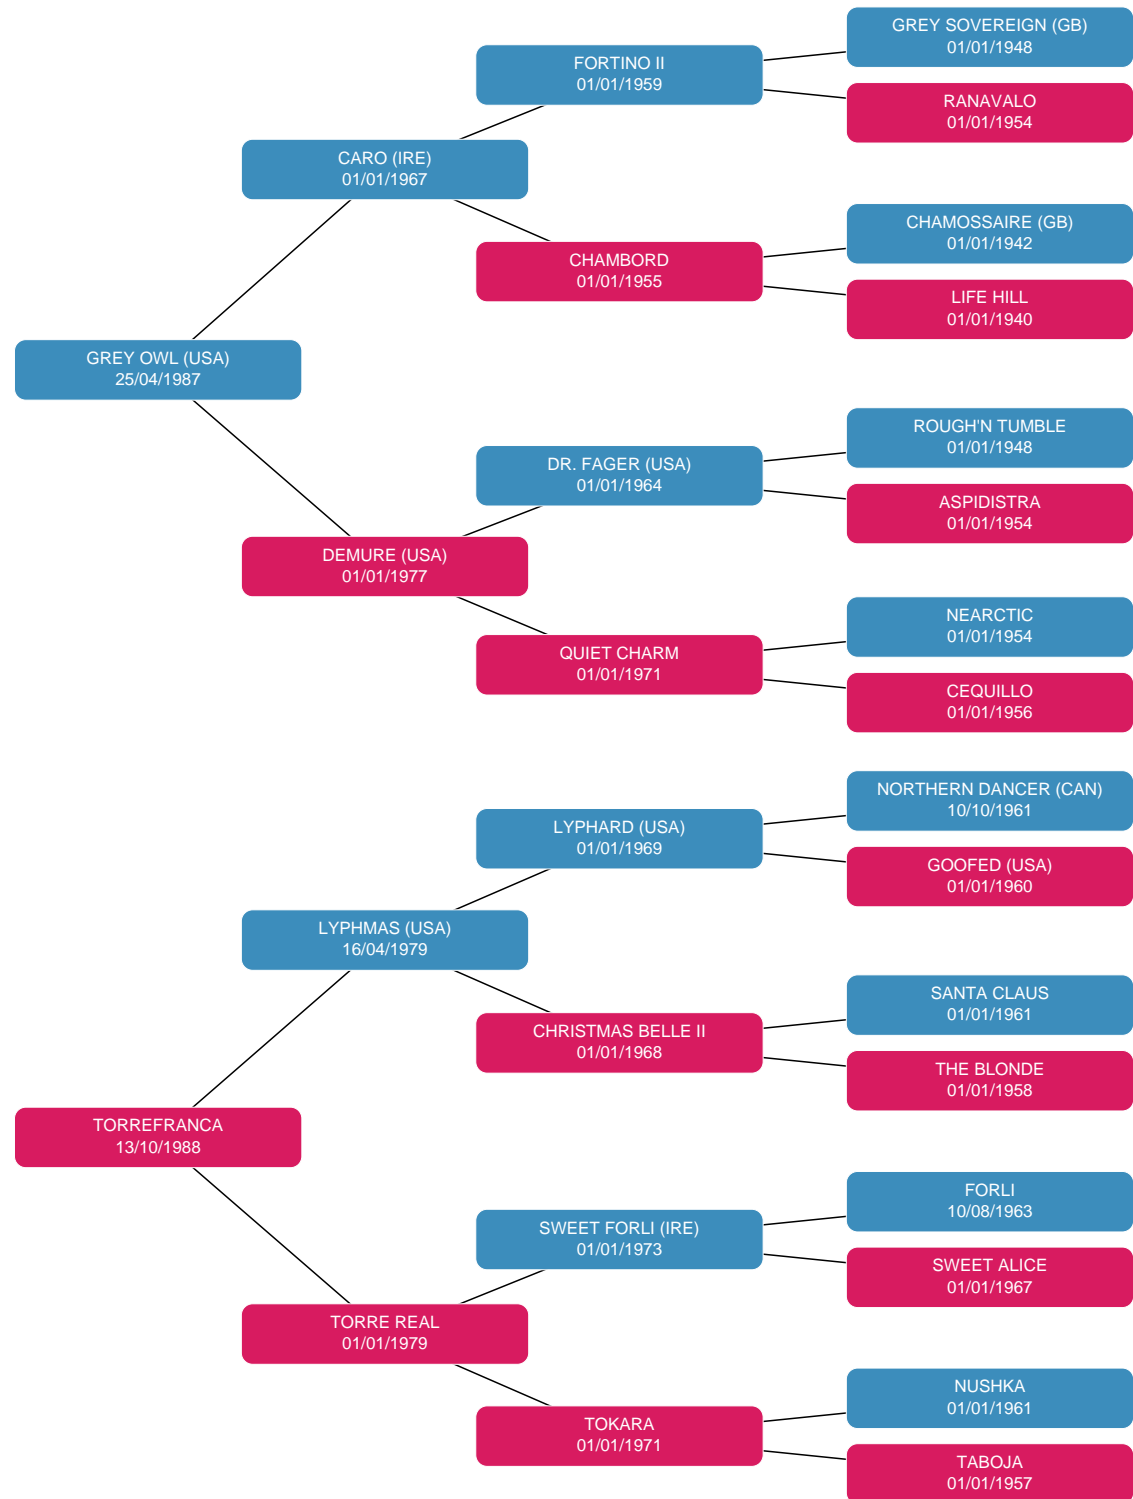 GREY SOVEREIGN (GB)
01/01/1948
FORTINO II
01/01/1959
RANAVALO
01/01/1954
CARO (IRE)
01/01/1967
CHAMOSSAIRE (GB)
01/01/1942
CHAMBORD
01/01/1955
LIFE HILL
01/01/1940
GREY OWL (USA)
25/04/1987
ROUGH'N TUMBLE
01/01/1948
DR. FAGER (USA)
01/01/1964
ASPIDISTRA
01/01/1954
DEMURE (USA)
01/01/1977
NEARCTIC
01/01/1954
QUIET CHARM
01/01/1971
CEQUILLO
01/01/1956
NORTHERN DANCER (CAN)
10/10/1961
LYPHARD (USA)
01/01/1969
GOOFED (USA)
01/01/1960
LYPHMAS (USA)
16/04/1979
SANTA CLAUS
01/01/1961
CHRISTMAS BELLE II
01/01/1968
THE BLONDE
01/01/1958
TORREFRANCA
13/10/1988
FORLI
10/08/1963
SWEET FORLI (IRE)
01/01/1973
SWEET ALICE
01/01/1967
TORRE REAL
01/01/1979
NUSHKA
01/01/1961
TOKARA
01/01/1971
TABOJA
01/01/1957